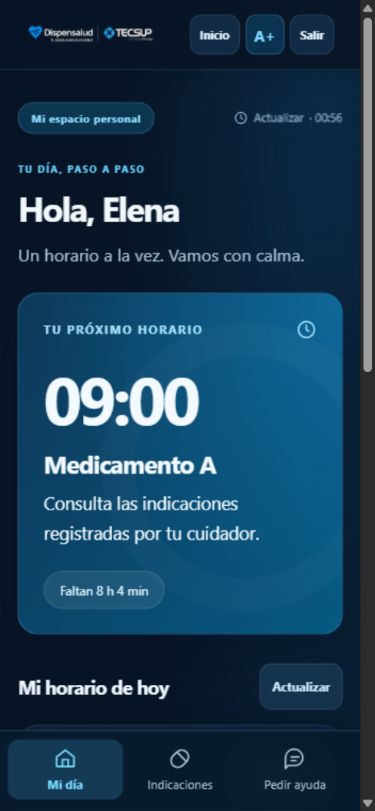 Dispensalud
TECSUP
Inicio
A+
Salir
Mi espacio personal
Actualizar · 00:56
TU DÍA, PASO A PASO
Hola, Elena
Un horario a la vez. Vamos con calma.
TU PRÓXIMO HORARIO
09:00
Medicamento A
Consulta las indicaciones
registradas por tu cuidador.
Faltan 8 h 4 min
Mi horario de hoy
Actualizar
Mi día
Indicaciones
Pedir ayuda